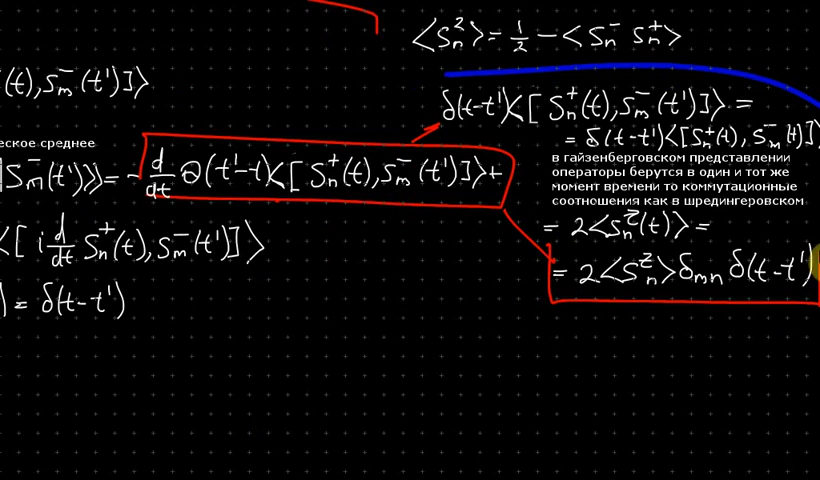 ⟨S_n^z⟩ = 1/2 − ⟨S_n^- S_n^+⟩
(t), S_m^-(t')]⟩
δ(t-t')⟨[S_n^+(t), S_m^-(t')]⟩ =
= δ(t-t')⟨[S_n^+(t), S_m^-(t)]⟩
еское среднее
|S_m^-(t')⟩⟩ = − d/dt Θ(t'-t)⟨[S_n^+(t), S_m^-(t')]⟩ +
в гайзенберговском представлении
операторы берутся в один и тот же
момент времени то коммутационные
соотношения как в шредингеровском
= 2⟨S_n^z(t)⟩ =
⟨[i d/dt S_n^+(t), S_m^-(t')]⟩
= 2⟨S_n^z⟩ δ_mn δ(t-t')
) = δ(t-t')